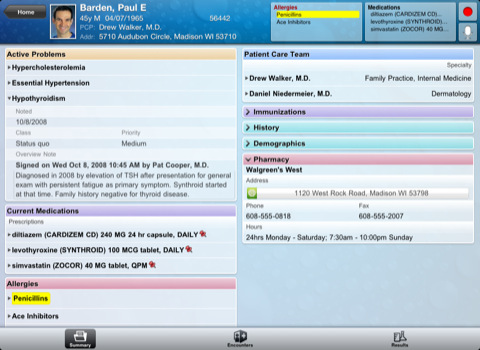 Home
Barden, Paul E
45y M 04/07/1965 56442
PCP: Drew Walker, M.D.
Addr: 5710 Audubon Circle, Madison WI 53710
Allergies
Penicillins
Ace Inhibitors
Medications
diltiazem (CARDIZEM CD)...
levothyroxine (SYNTHROID)...
simvastatin (ZOCOR) 40 MG...
Active Problems
Hypercholesterolemia
Essential Hypertension
Hypothyroidism
Noted
10/8/2008
Class Priority
Status quo Medium
Overview Note
Signed on Wed Oct 8, 2008 10:45 AM by Pat Cooper, M.D.
Diagnosed in 2008 by elevation of TSH after presentation for general
exam with persistent fatigue as primary symptom. Synthroid started
at that time. Family history negative for thyroid disease.
Current Medications
Prescriptions
diltiazem (CARDIZEM CD) 240 MG 24 hr capsule, DAILY
levothyroxine (SYNTHROID) 100 MCG tablet, DAILY
simvastatin (ZOCOR) 40 MG tablet, QPM
Allergies
Penicillins
Ace Inhibitors
Patient Care Team
Specialty
Drew Walker, M.D. Family Practice, Internal Medicine
Daniel Niedermeier, M.D. Dermatology
Immunizations
History
Demographics
Pharmacy
Walgreen's West
Address
1120 West Rock Road, Madison WI 53798
Phone Fax
608-555-0818 608-555-2007
Hours
24hrs Monday - Saturday; 7:30am - 10:00pm Sunday
Summary
Encounters
Results